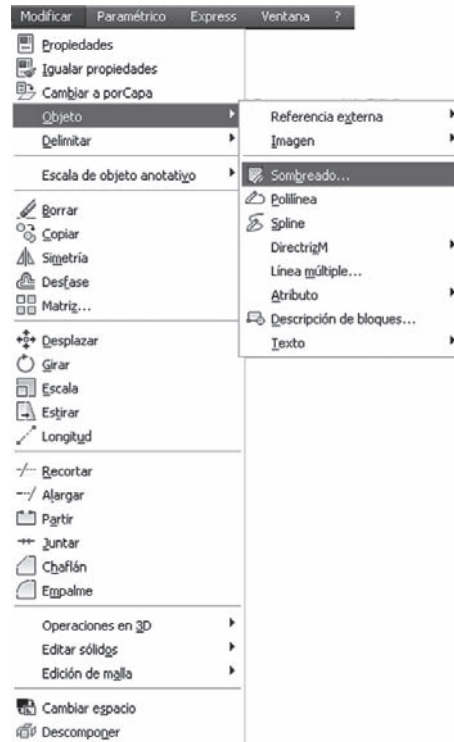 Modificar Paramétrico Express Ventana ?
Propiedades
Igualar propiedades
Cambiar a porCapa
Objeto
Delimitar
Escala de objeto anotativo
Borrar
Copiar
Simetría
Desfase
Matriz...
Desplazar
Girar
Escala
Estirar
Longitud
Recortar
Alargar
Partir
Juntar
Chaflán
Empalme
Operaciones en 3D
Editar sólidos
Edición de malla
Cambiar espacio
Descomponer
Referencia externa
Imagen
Sombreado...
Polilínea
Spline
DirectrizM
Línea múltiple...
Atributo
Descripción de bloques...
Texto